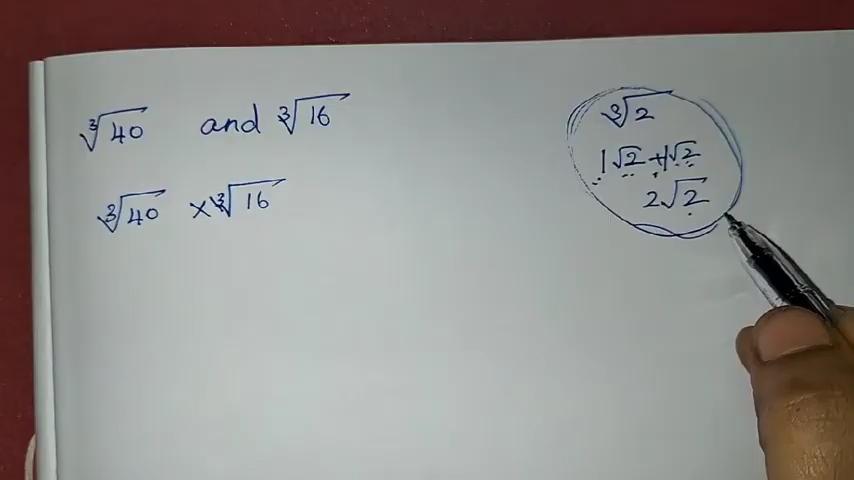 ∛40 and ∛16
∛40 × ∛16
∛2
1√2 + 1√2
2√2